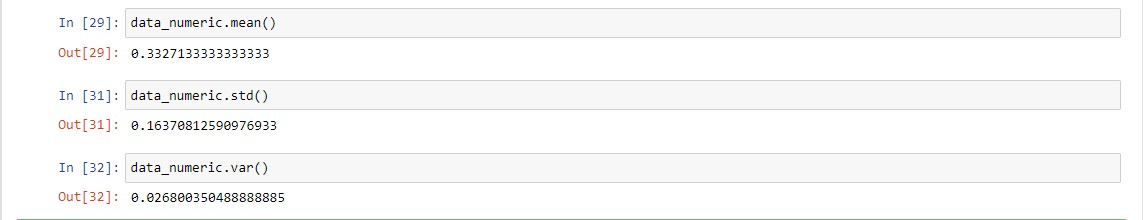 In [29]: data_numeric.mean()
Out[29]: 0.3327133333333333
In [31]: data_numeric.std()
Out[31]: 0.16370812590976933
In [32]: data_numeric.var()
Out[32]: 0.026800350488888885